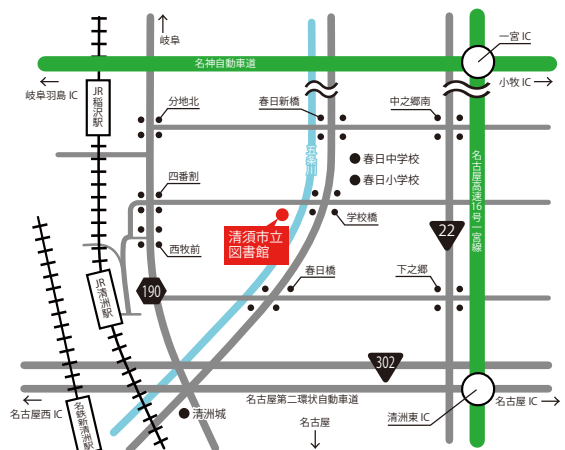 岐阜
一宮 IC
名神自動車道
岐阜羽島 IC
小牧 IC
JR稲沢駅
分地北
春日新橋
中之郷南
五条川
春日中学校
春日小学校
名古屋高速16号一宮線
四番割
学校橋
清須市立
図書館
22
西牧前
春日橋
下之郷
JR清洲駅
190
302
名古屋第二環状自動車道
名古屋西 IC
名鉄新清洲駅
清洲城
名古屋
清洲東 IC
名古屋 IC